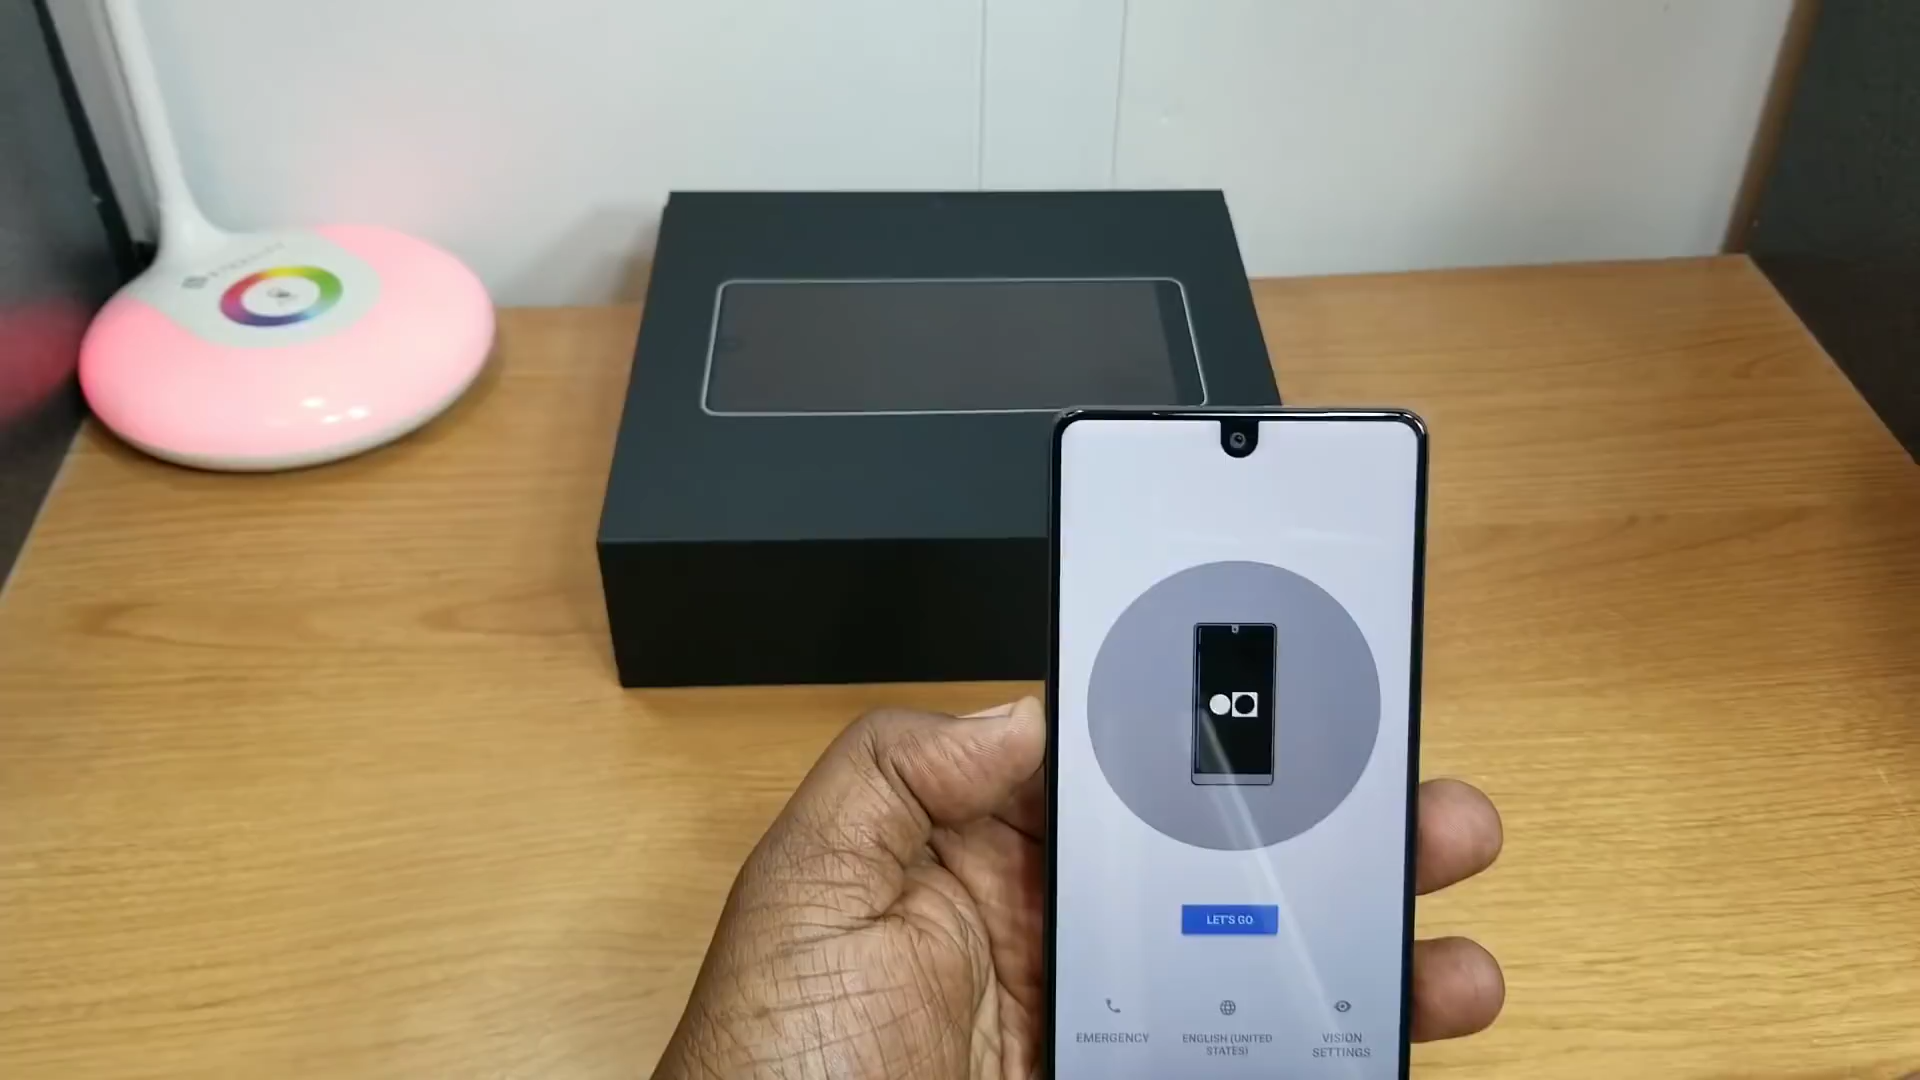 LET'S GO
EMERGENCY
ENGLISH (UNITED
STATES)
VISION
SETTINGS